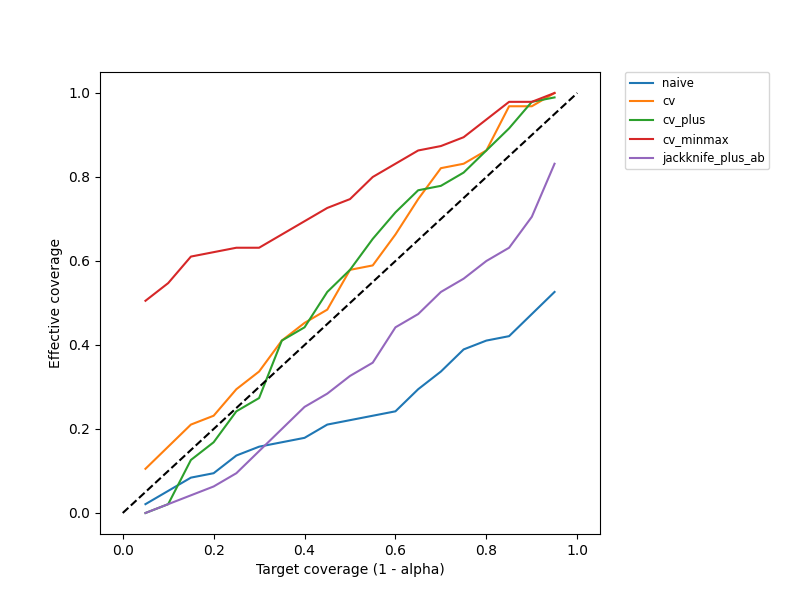 naive
cv
cv_plus
cv_minmax
jackknife_plus_ab
1.0
0.8
0.6
0.4
0.2
0.0
Effective coverage
0.0 0.2 0.4 0.6 0.8 1.0
Target coverage (1 - alpha)